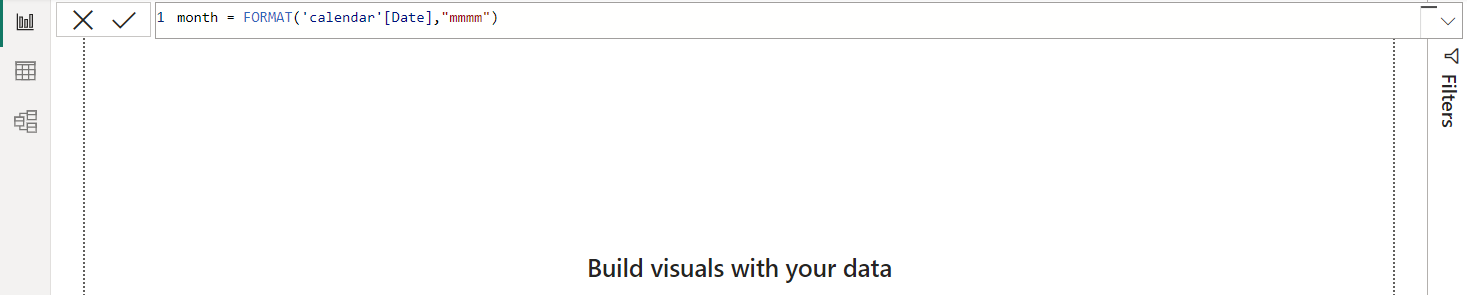 1 month = FORMAT('calendar'[Date],"mmmm")
Filters
Build visuals with your data